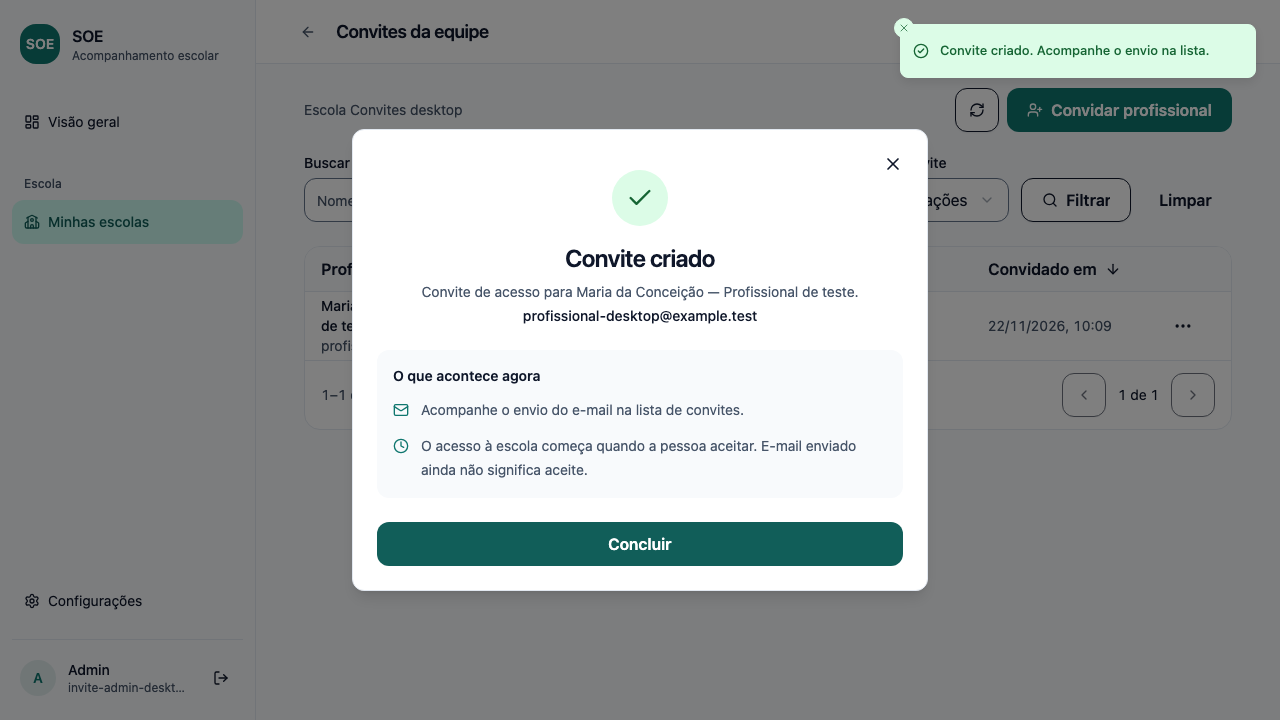 SOE
SOE
Acompanhamento escolar
Visão geral
Escola
Minhas escolas
Configurações
A
Admin
invite-admin-deskt...
Convites da equipe
Convite criado. Acompanhe o envio na lista.
Escola Convites desktop
Convidar profissional
Buscar
Nome
Filtrar
Limpar
Convidado em
Maria
de te
22/11/2026, 10:09
1–1
1 de 1
Convite criado
Convite de acesso para Maria da Conceição — Profissional de teste.
profissional-desktop@example.test
O que acontece agora
Acompanhe o envio do e-mail na lista de convites.
O acesso à escola começa quando a pessoa aceitar. E-mail enviado
ainda não significa aceite.
Concluir